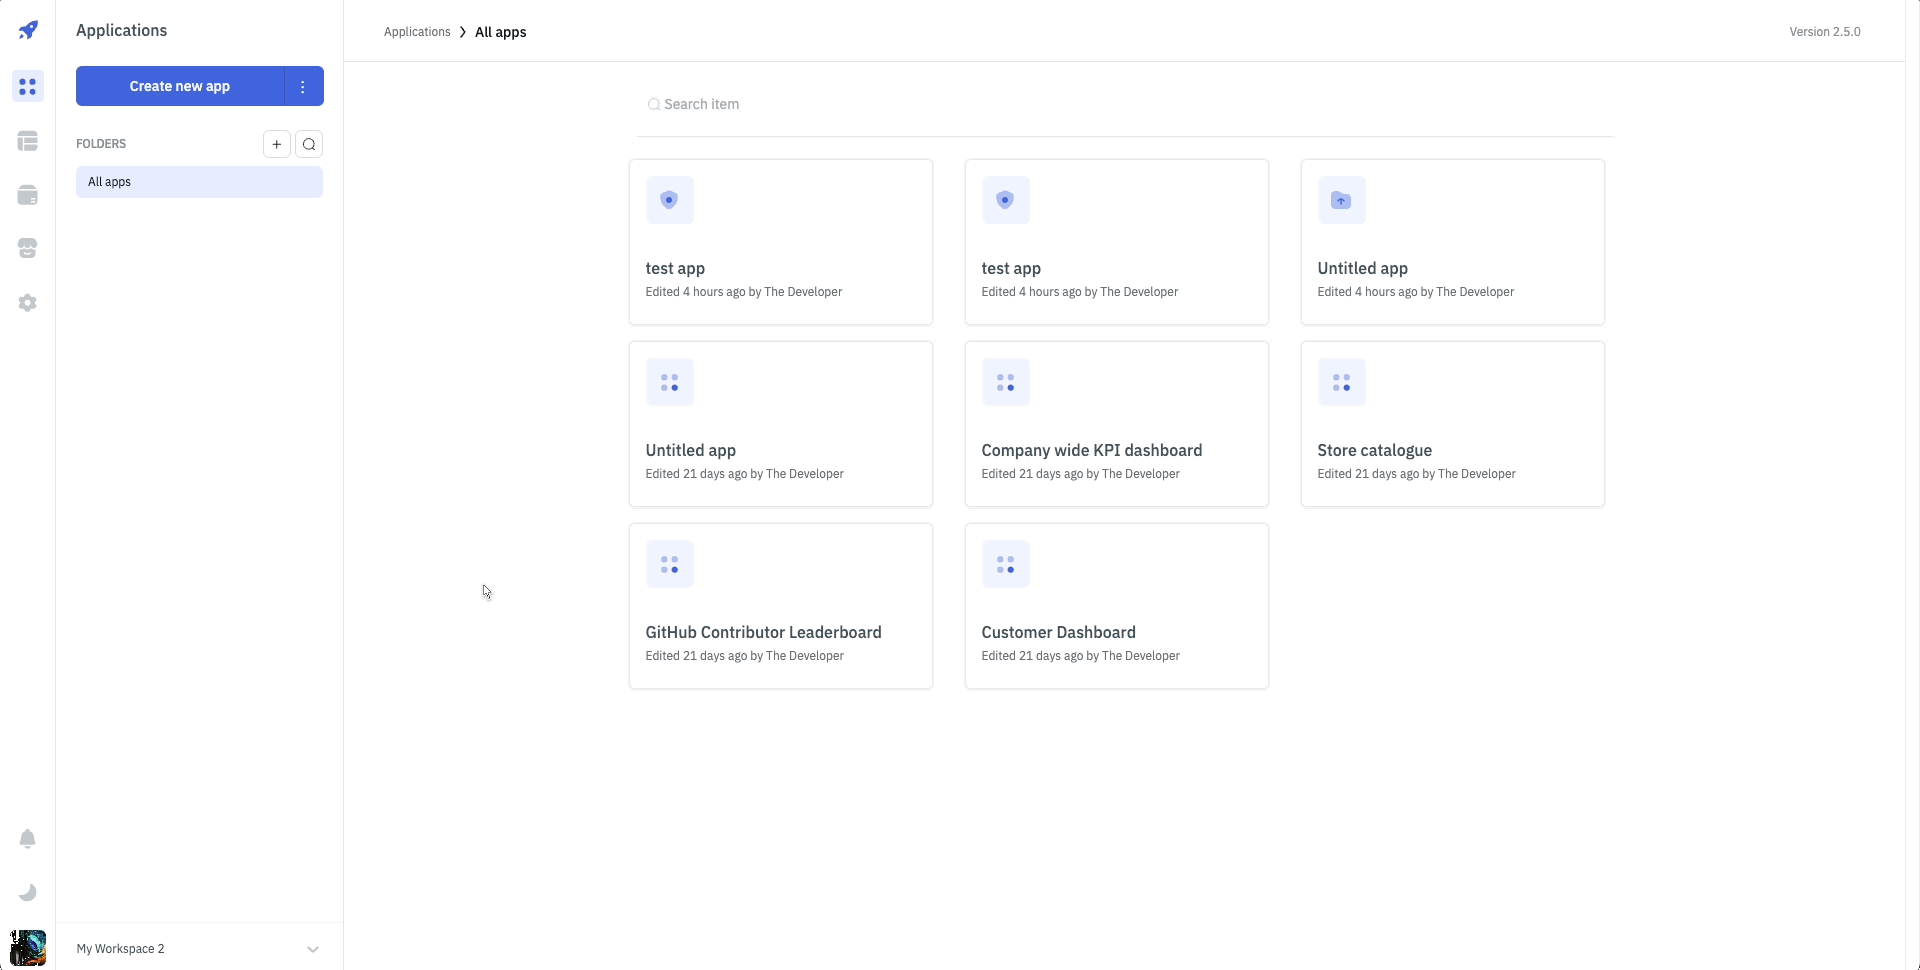 Applications
Create new app
FOLDERS
All apps
My Workspace 2
Applications All apps
Version 2.5.0
Search item
test app
Edited 4 hours ago by The Developer
test app
Edited 4 hours ago by The Developer
Untitled app
Edited 4 hours ago by The Developer
Untitled app
Edited 21 days ago by The Developer
Company wide KPI dashboard
Edited 21 days ago by The Developer
Store catalogue
Edited 21 days ago by The Developer
GitHub Contributor Leaderboard
Edited 21 days ago by The Developer
Customer Dashboard
Edited 21 days ago by The Developer